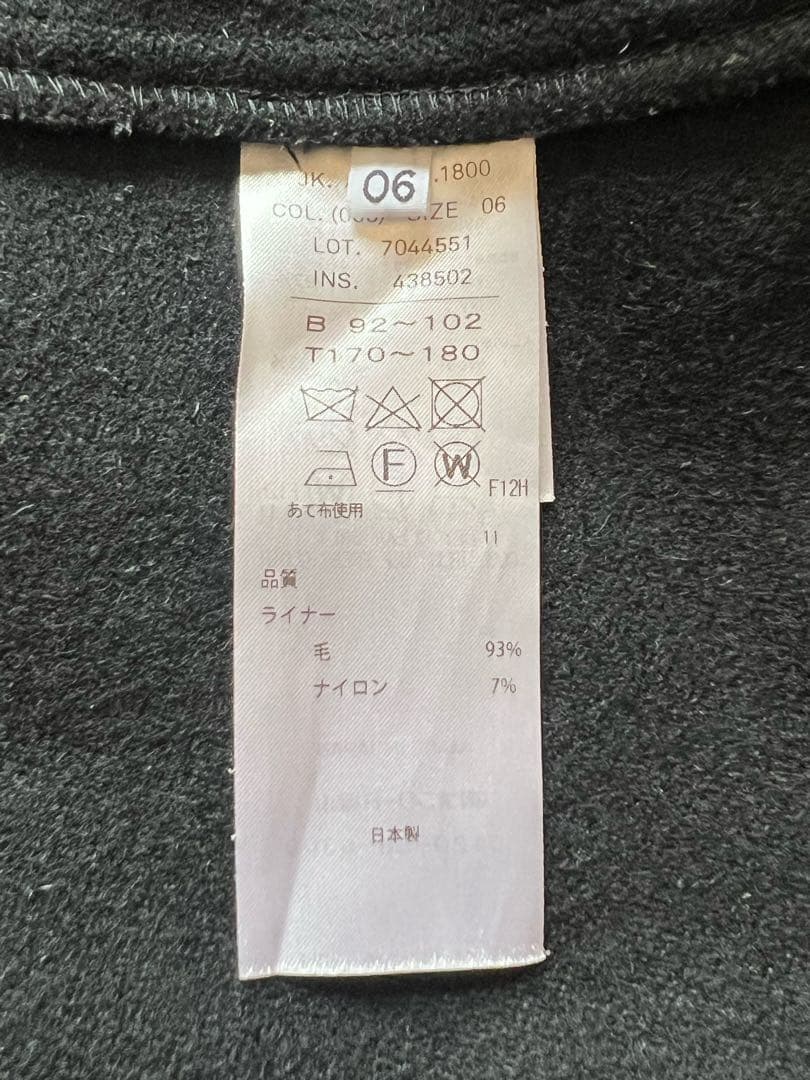 06
JK. .1800
COL. SIZE 06
LOT. 7044551
INS. 438502
B 92～102
T170～180
F W
F12H
あて布使用
11
品質
ライナー
毛 93%
ナイロン 7%
日本製